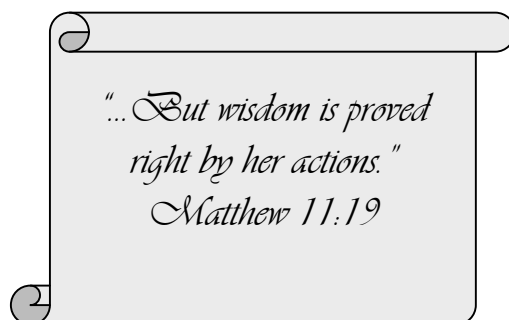 "...But wisdom is proved
right by her actions."
Matthew 11:19